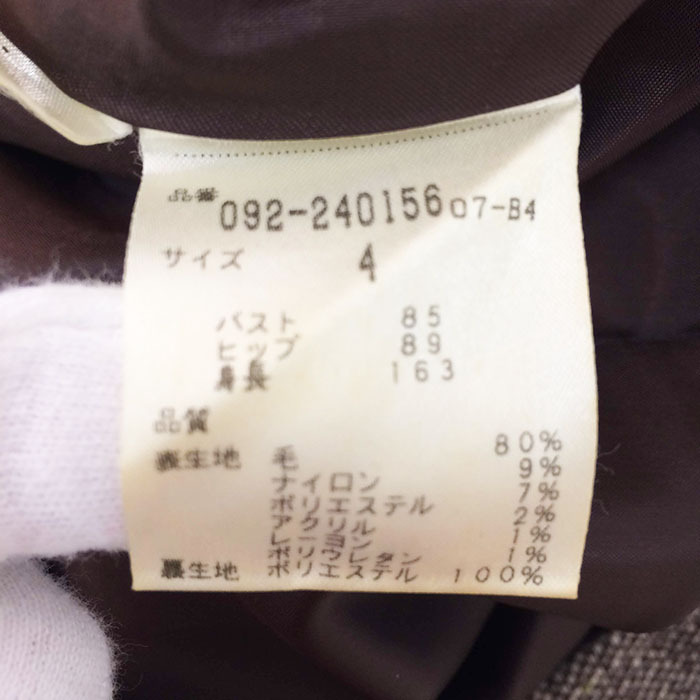 品番 092-240156 07-B4
サイズ 4
バスト 85
ヒップ 89
身長 163
品質
表生地 毛 80%
ナイロン 9%
ポリエステル 7%
アクリル 2%
レーヨン 1%
ポリウレタン 1%
裏生地 ポリエステル 100%